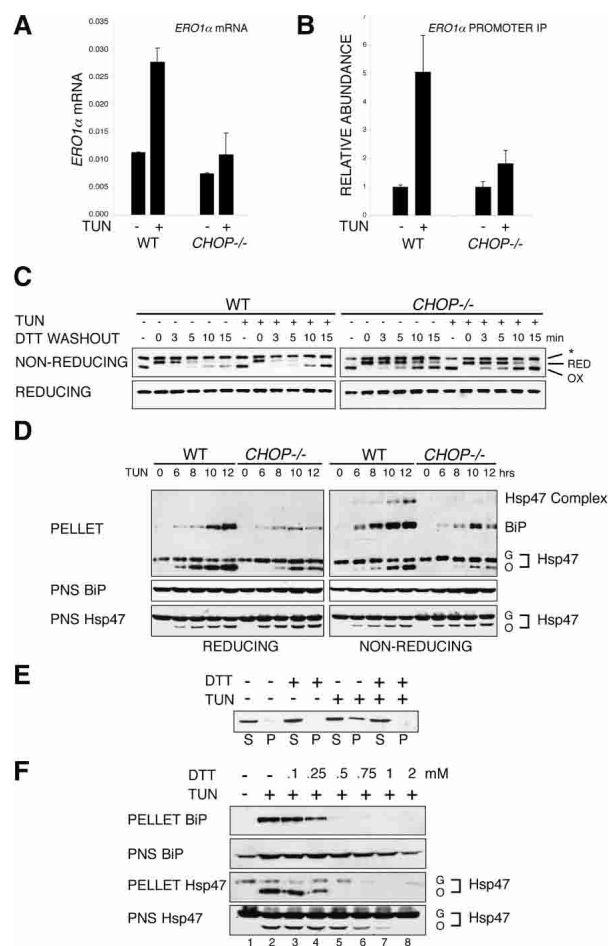 A
ERO1α mRNA
ERO1α mRNA
0.035
0.030
0.025
0.020
0.015
0.010
0.005
0.000
TUN - + - +
WT CHOP-/-
B
ERO1α PROMOTER IP
RELATIVE ABUNDANCE
7
6
5
4
3
2
1
0
- + - +
WT CHOP-/-
C
WT CHOP-/-
TUN - - - - - - + + + + + + - - - - - - + + + + + +
DTT WASHOUT - 0 3 5 10 15 - 0 3 5 10 15 - 0 3 5 10 15 - 0 3 5 10 15 min
NON-REDUCING
*
RED
OX
REDUCING
D
WT CHOP-/- WT CHOP-/-
TUN 0 6 8 10 12 0 6 8 10 12 0 6 8 10 12 0 6 8 10 12 hrs
Hsp47 Complex
PELLET BiP
G
O
Hsp47
PNS BiP
PNS Hsp47 G
O
Hsp47
REDUCING NON-REDUCING
E
DTT - - + + - - + +
TUN - - - - + + + +
S P S P S P S P
F
DTT - - .1 .25 .5 .75 1 2 mM
TUN - + + + + + + +
PELLET BiP
PNS BiP
PELLET Hsp47 G
O
Hsp47
PNS Hsp47 G
O
Hsp47
1 2 3 4 5 6 7 8